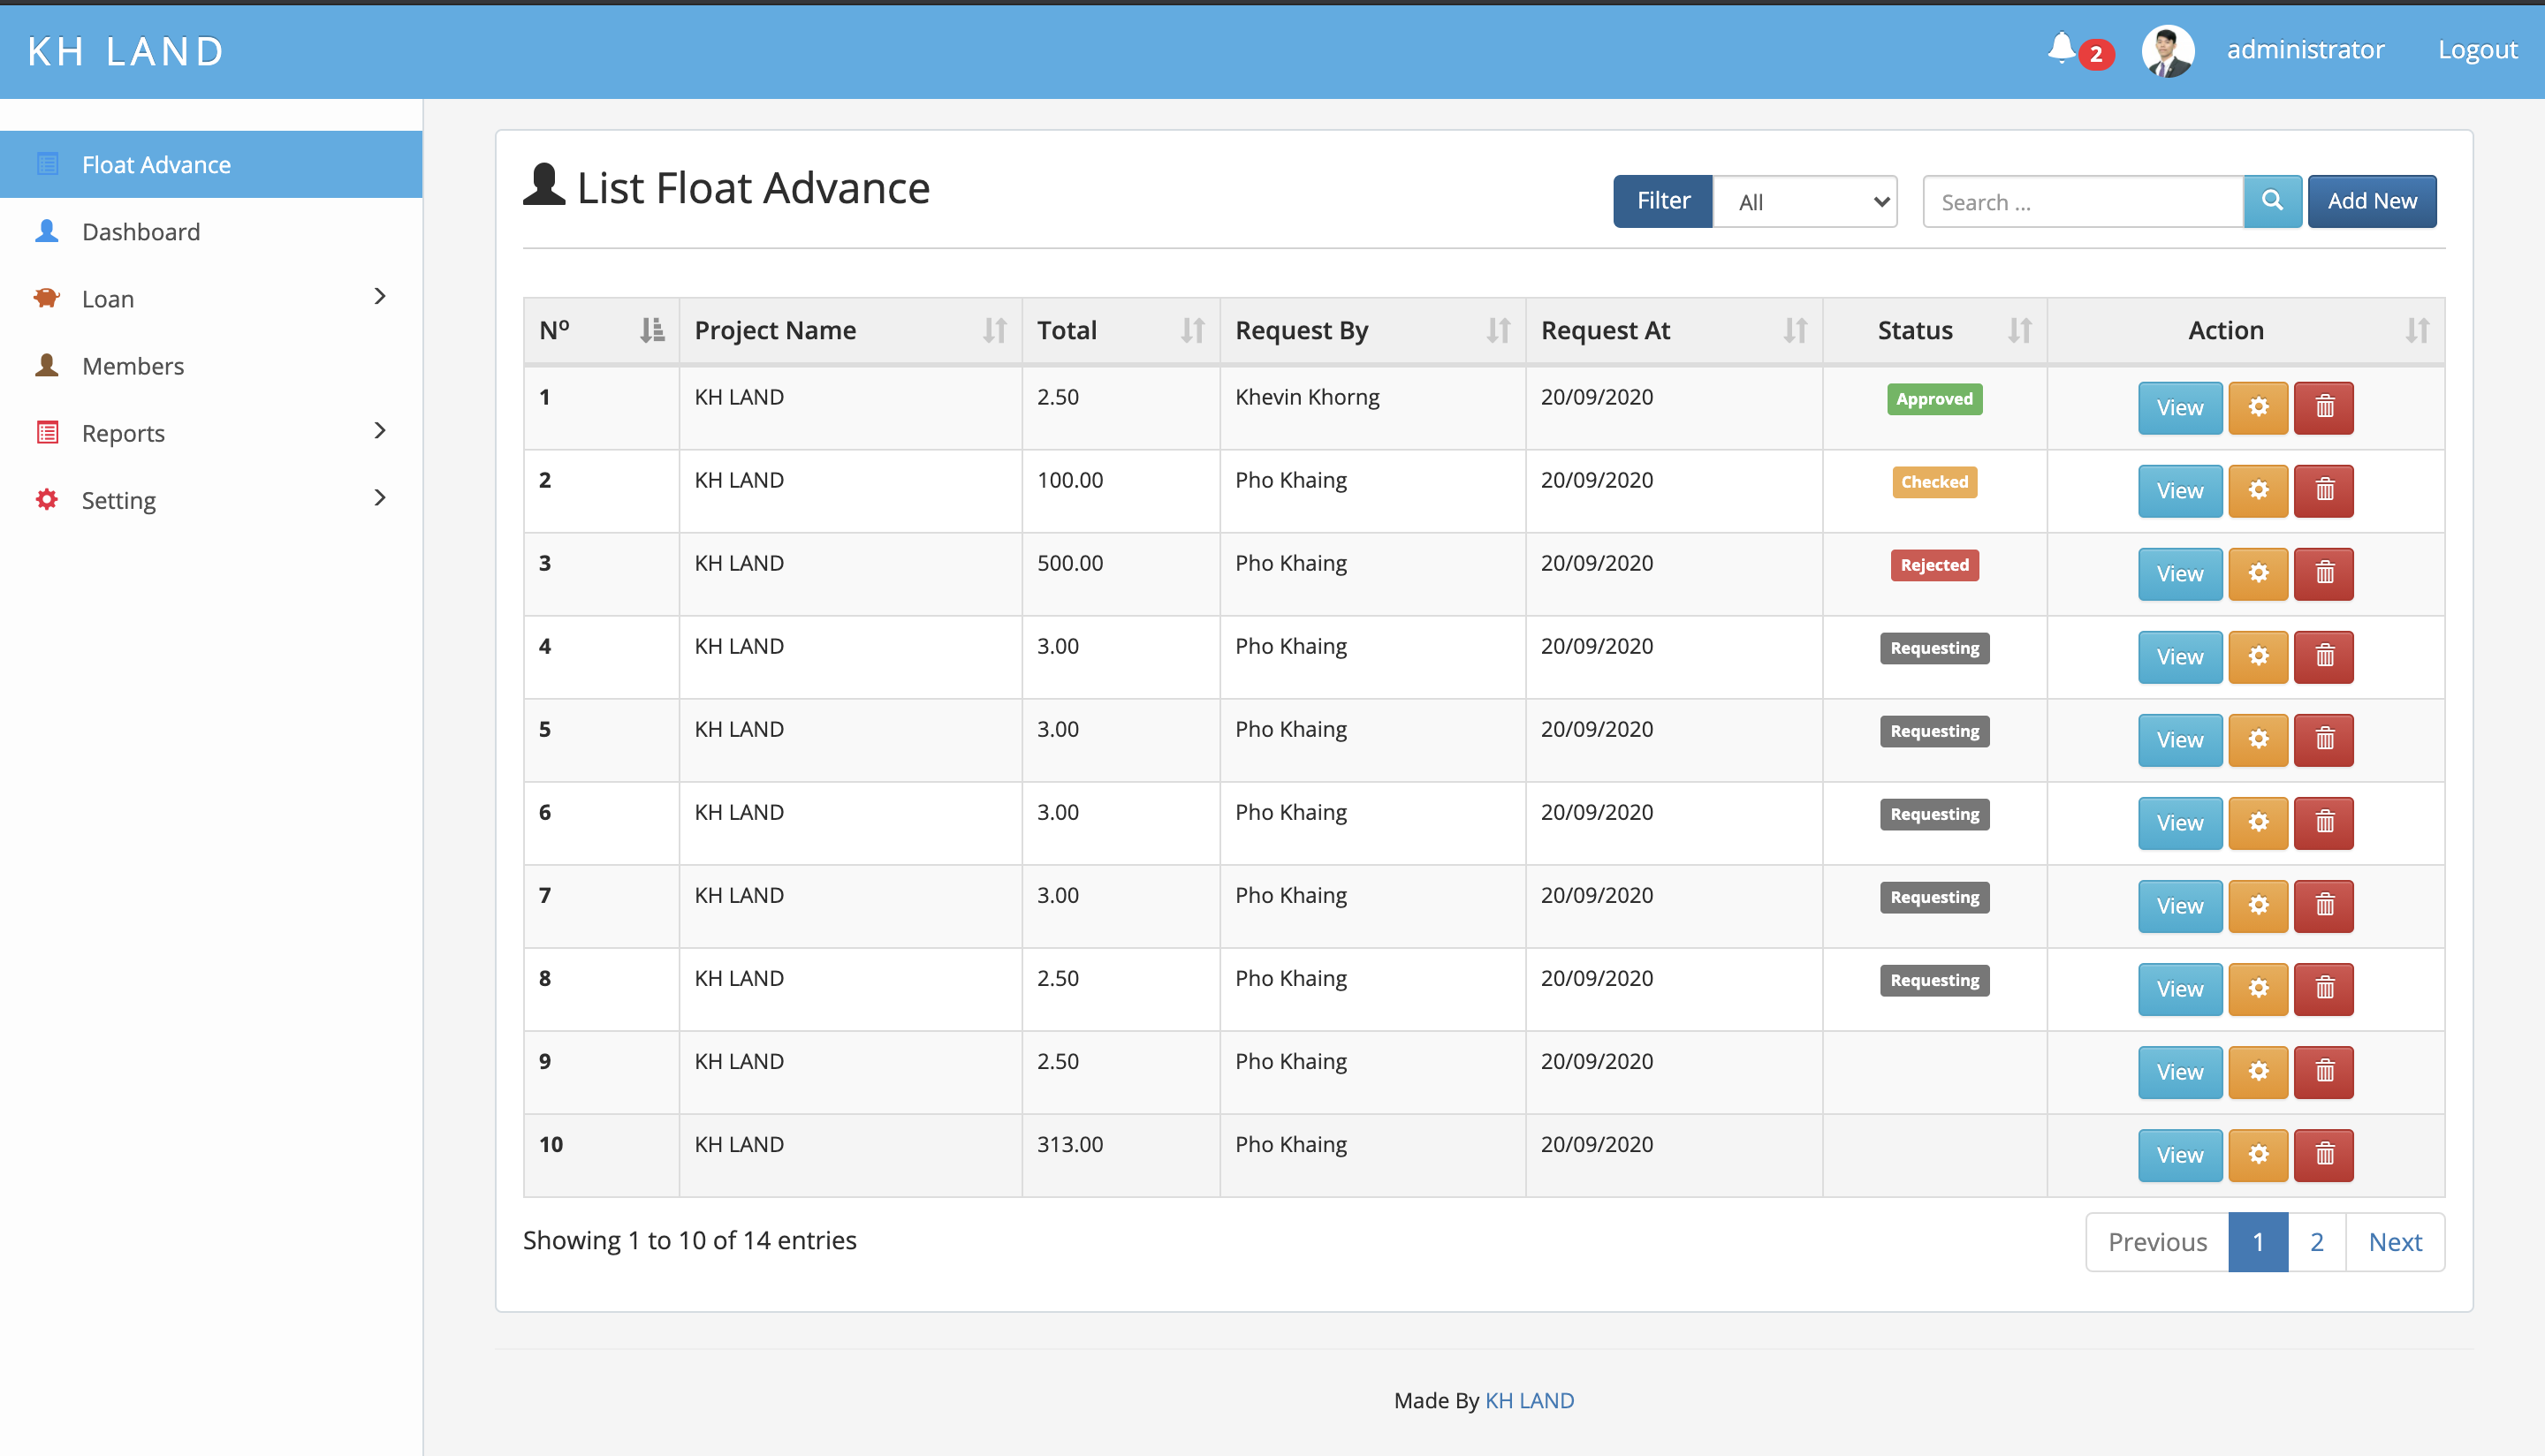 KH LAND
2
administrator
Logout
Float Advance
Dashboard
Loan
Members
Reports
Setting
List Float Advance
Filter All Search ... Add New
Nº Project Name Total Request By Request At Status Action
1 KH LAND 2.50 Khevin Khorng 20/09/2020 Approved View
2 KH LAND 100.00 Pho Khaing 20/09/2020 Checked View
3 KH LAND 500.00 Pho Khaing 20/09/2020 Rejected View
4 KH LAND 3.00 Pho Khaing 20/09/2020 Requesting View
5 KH LAND 3.00 Pho Khaing 20/09/2020 Requesting View
6 KH LAND 3.00 Pho Khaing 20/09/2020 Requesting View
7 KH LAND 3.00 Pho Khaing 20/09/2020 Requesting View
8 KH LAND 2.50 Pho Khaing 20/09/2020 Requesting View
9 KH LAND 2.50 Pho Khaing 20/09/2020 View
10 KH LAND 313.00 Pho Khaing 20/09/2020 View
Showing 1 to 10 of 14 entries
Previous 1 2 Next
Made By KH LAND